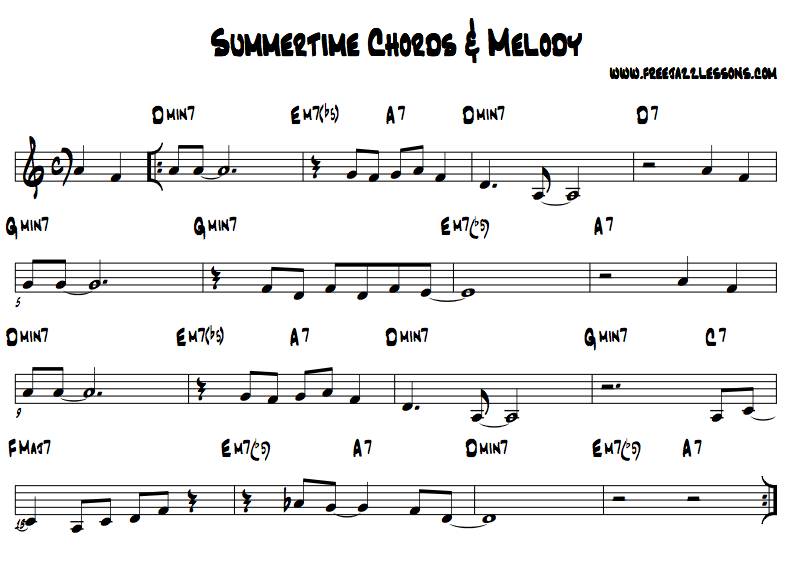 Summertime Chords & Melody
www.freejazzlessons.com
Dmin7 Em7(b5) A7 Dmin7 D7
Gmin7 Gmin7 Em7(b5) A7
5
Dmin7 Em7(b5) A7 Dmin7 Gmin7 C7
9
FMaj7 Em7(b5) A7 Dmin7 Em7(b5) A7
13